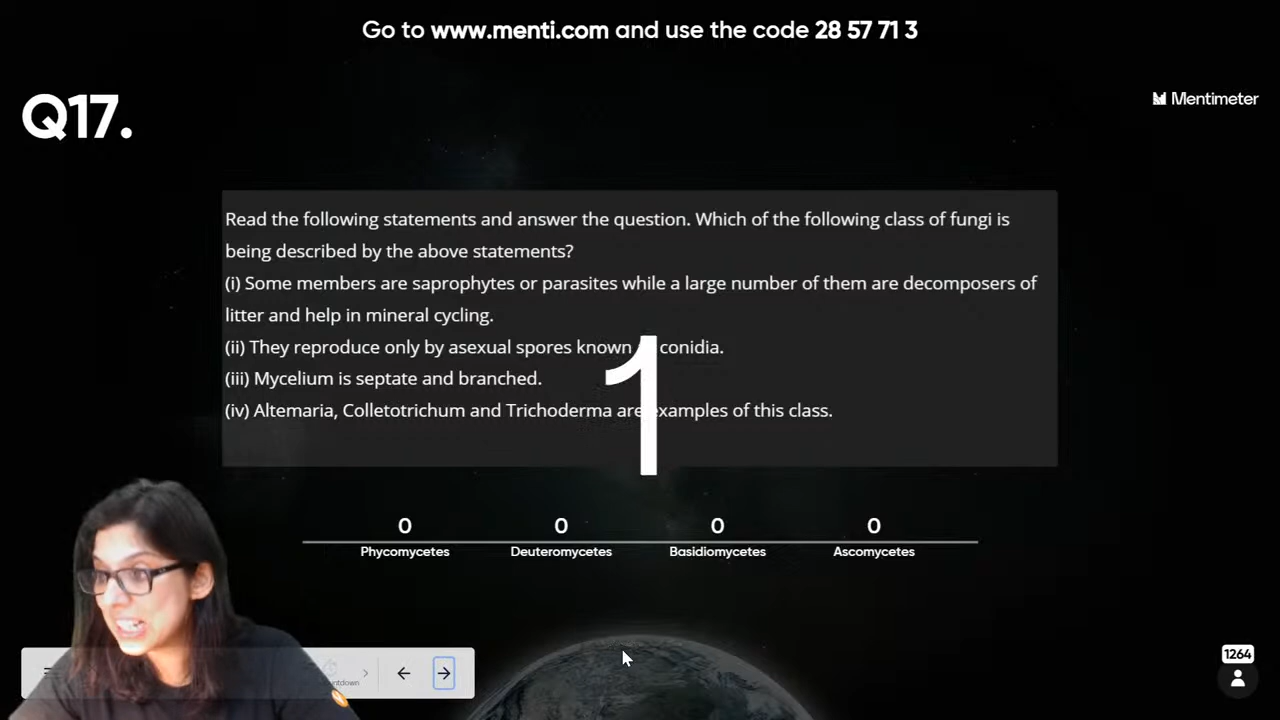 Go to www.menti.com and use the code 28 57 71 3
Q17.
Mentimeter
Read the following statements and answer the question. Which of the following class of fungi is
being described by the above statements?
(i) Some members are saprophytes or parasites while a large number of them are decomposers of
litter and help in mineral cycling.
(ii) They reproduce only by asexual spores known conidia.
(iii) Mycelium is septate and branched.
(iv) Altemaria, Colletotrichum and Trichoderma are examples of this class.
1
0 0 0 0
Phycomycetes Deuteromycetes Basidiomycetes Ascomycetes
1264